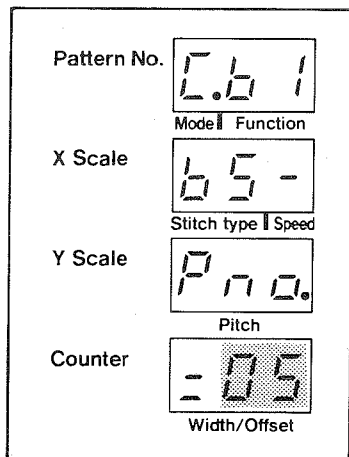 Pattern No.
C.b 1
Mode Function
X Scale
b5-
Stitch type Speed
Y Scale
Pno.
Pitch
Counter
=05
Width/Offset